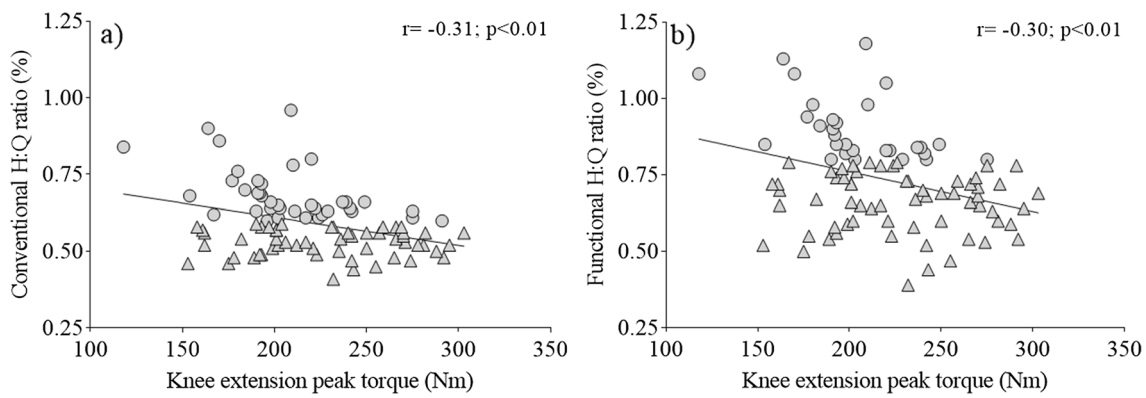 a)
r= -0.31; p<0.01
Conventional H:Q ratio (%)
1.25
1.00
0.75
0.50
0.25
100 150 200 250 300 350
Knee extension peak torque (Nm)
b)
r= -0.30; p<0.01
Functional H:Q ratio (%)
1.25
1.00
0.75
0.50
0.25
100 150 200 250 300 350
Knee extension peak torque (Nm)